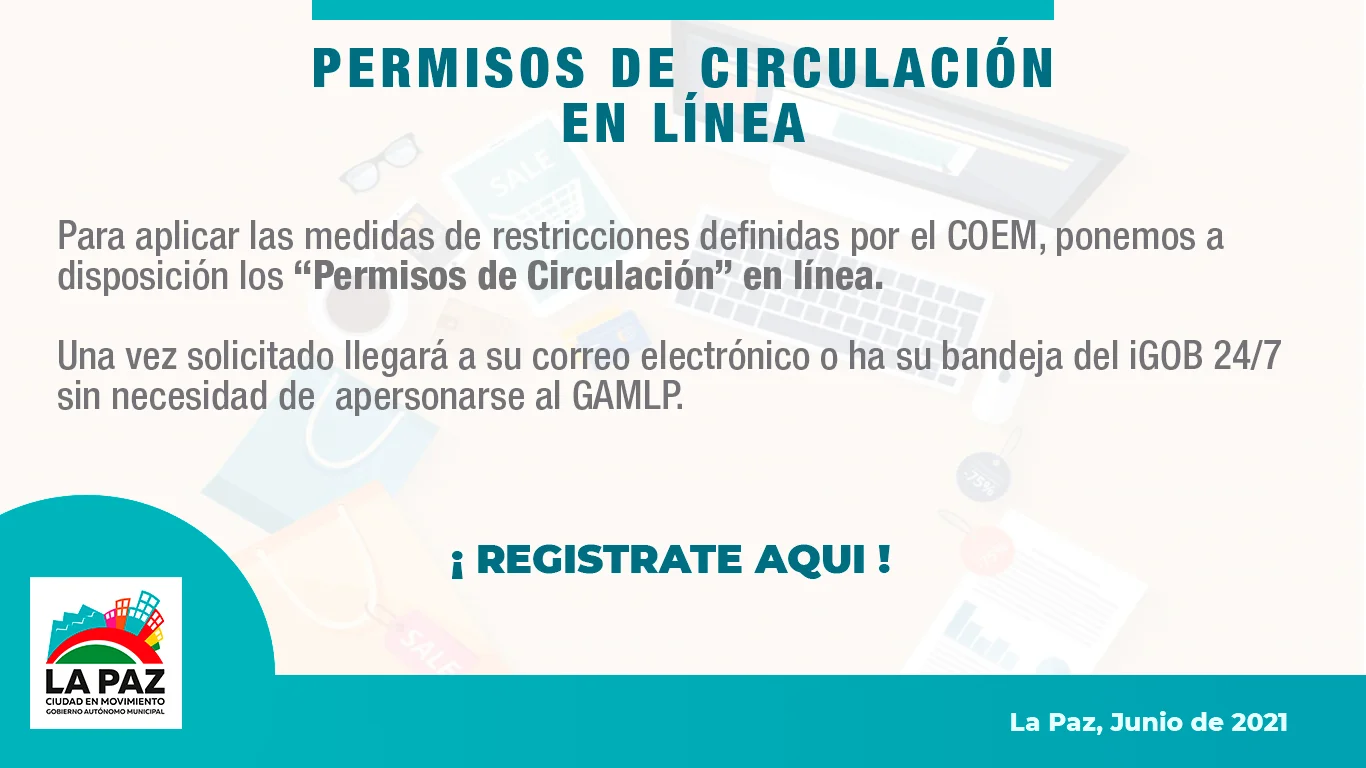 PERMISOS DE CIRCULACIÓN
EN LÍNEA
SALE
Para aplicar las medidas de restricciones definidas por el COEM, ponemos a
disposición los “Permisos de Circulación” en línea.
Una vez solicitado llegará a su correo electrónico o ha su bandeja del iGOB 24/7
sin necesidad de apersonarse al GAMLP.
-75%
¡ REGISTRATE AQUI !
SALE
LA PAZ
CIUDAD EN MOVIMIENTO
GOBIERNO AUTÓNOMO MUNICIPAL
La Paz, Junio de 2021